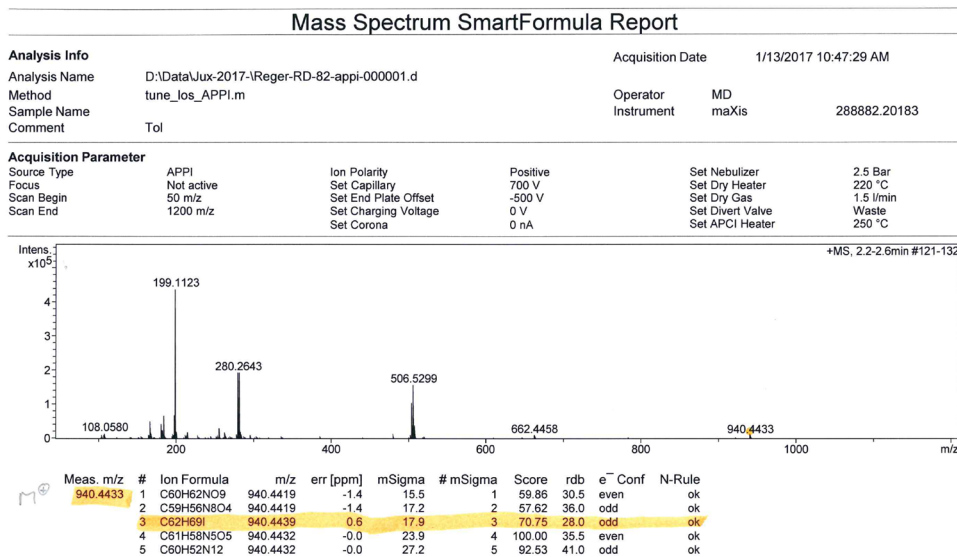 Mass Spectrum SmartFormula Report
Analysis Info
Acquisition Date 1/13/2017 10:47:29 AM
Analysis Name D:\Data\Jux-2017-\Reger-RD-82-appi-000001.d
Method tune_los_APPI.m Operator MD
Sample Name Instrument maXis 288882.20183
Comment Tol
Acquisition Parameter
Source Type APPI Ion Polarity Positive Set Nebulizer 2.5 Bar
Focus Not active Set Capillary 700 V Set Dry Heater 220 °C
Scan Begin 50 m/z Set End Plate Offset -500 V Set Dry Gas 1.5 l/min
Scan End 1200 m/z Set Charging Voltage 0 V Set Divert Valve Waste
Set Corona 0 nA Set APCI Heater 250 °C
Intens. +MS, 2.2-2.6min #121-132
x10⁵
199.1123
4
3
280.2643
2
506.5299
1
108.0580 662.4458 940.4433
0
200 400 600 800 1000 m/z
Meas. m/z # Ion Formula m/z err [ppm] mSigma # mSigma Score rdb e⁻ Conf N-Rule
M⊕ 940.4433 1 C60H62NO9 940.4419 -1.4 15.5 1 59.86 30.5 even ok
2 C59H56N8O4 940.4419 -1.4 17.2 2 57.62 36.0 odd ok
3 C62H69I 940.4439 0.6 17.9 3 70.75 28.0 odd ok
4 C61H58N5O5 940.4432 -0.0 23.9 4 100.00 35.5 even ok
5 C60H52N12 940.4432 -0.0 27.2 5 92.53 41.0 odd ok